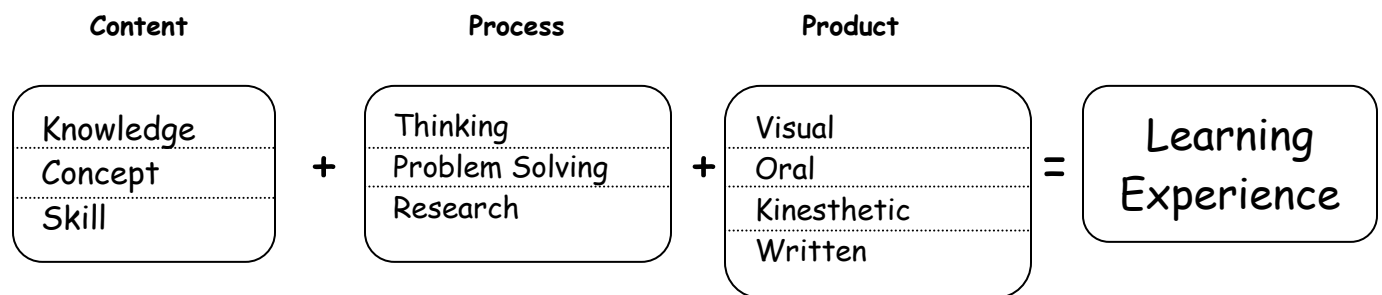 Content
Process
Product
Knowledge
Concept
Skill
+
Thinking
Problem Solving
Research
+
Visual
Oral
Kinesthetic
Written
=
Learning
Experience